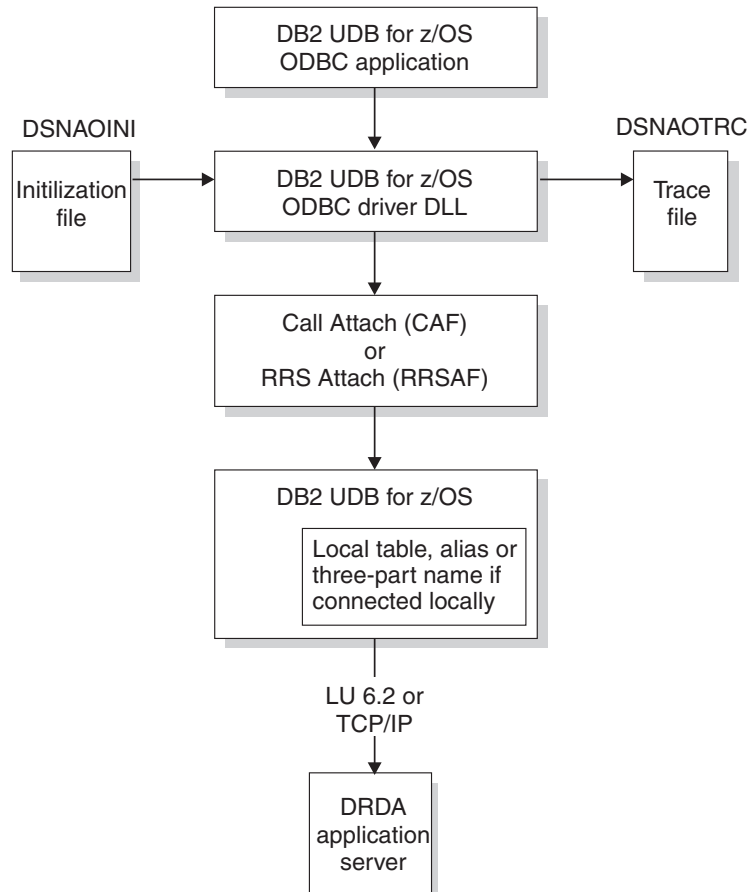 DB2 UDB for z/OS
ODBC application
DSNAOINI
DSNAOTRC
Initilization
file
DB2 UDB for z/OS
ODBC driver DLL
Trace
file
Call Attach (CAF)
or
RRS Attach (RRSAF)
DB2 UDB for z/OS
Local table, alias or
three-part name if
connected locally
LU 6.2 or
TCP/IP
DRDA
application
server